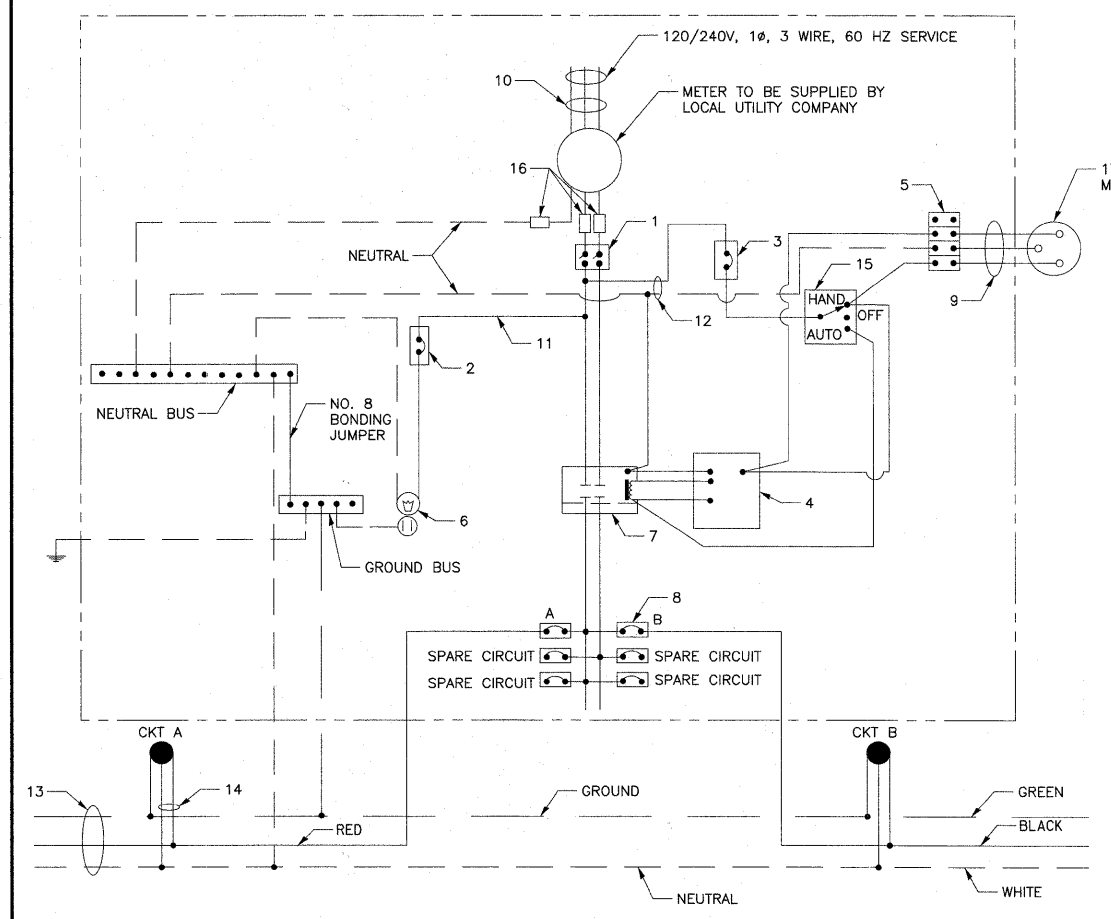 120/240V, 1ø, 3 WIRE, 60 HZ SERVICE
10
METER TO BE SUPPLIED BY
LOCAL UTILITY COMPANY
16
1
5
1
M
3
NEUTRAL
15
HAND
OFF
AUTO
9
12
11
2
NEUTRAL BUS
NO. 8
BONDING
JUMPER
4
6
7
GROUND BUS
8
A
B
SPARE CIRCUIT
SPARE CIRCUIT
SPARE CIRCUIT
SPARE CIRCUIT
CKT A
CKT B
13
14
GROUND
GREEN
RED
BLACK
NEUTRAL
WHITE